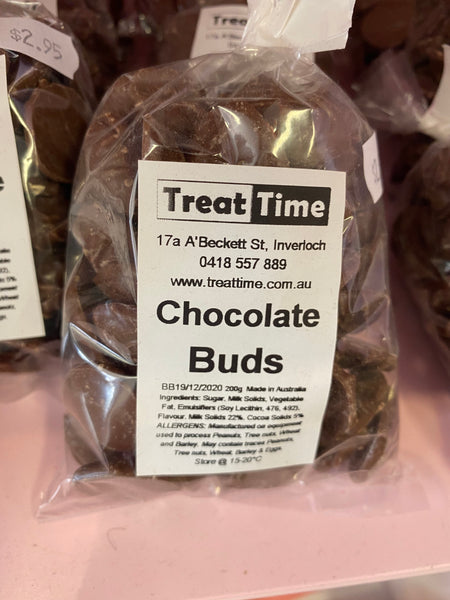 $2.95
Treat
Treat Time
17a A'Beckett St, Inverloch
0418 557 889
www.treattime.com.au
Chocolate
Buds
BB19/12/2020 200g Made in Australia
Ingredients: Sugar, Milk Solids, Vegetable
Fat, Emulsifiers (Soy Lecithin, 476, 492),
Flavour. Milk Solids 22%. Cocoa Solids 5%
ALLERGENS: Manufactured on equipment
used to process Peanuts, Tree nuts, Wheat
and Barley. May contain traces Peanuts,
Tree nuts, Wheat, Barley & Eggs.
Store @ 15-20°C